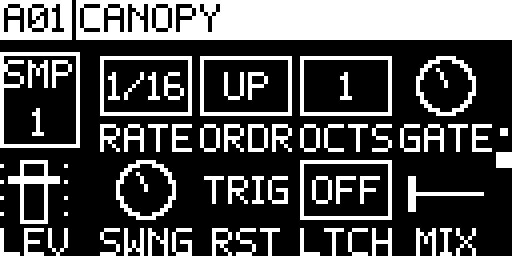 A01 CANOPY
SMP 1/16 UP 1
1 RATE ORDR OCTS GATE
TRIG OFF
LEV SWNG RST LTCH MIX